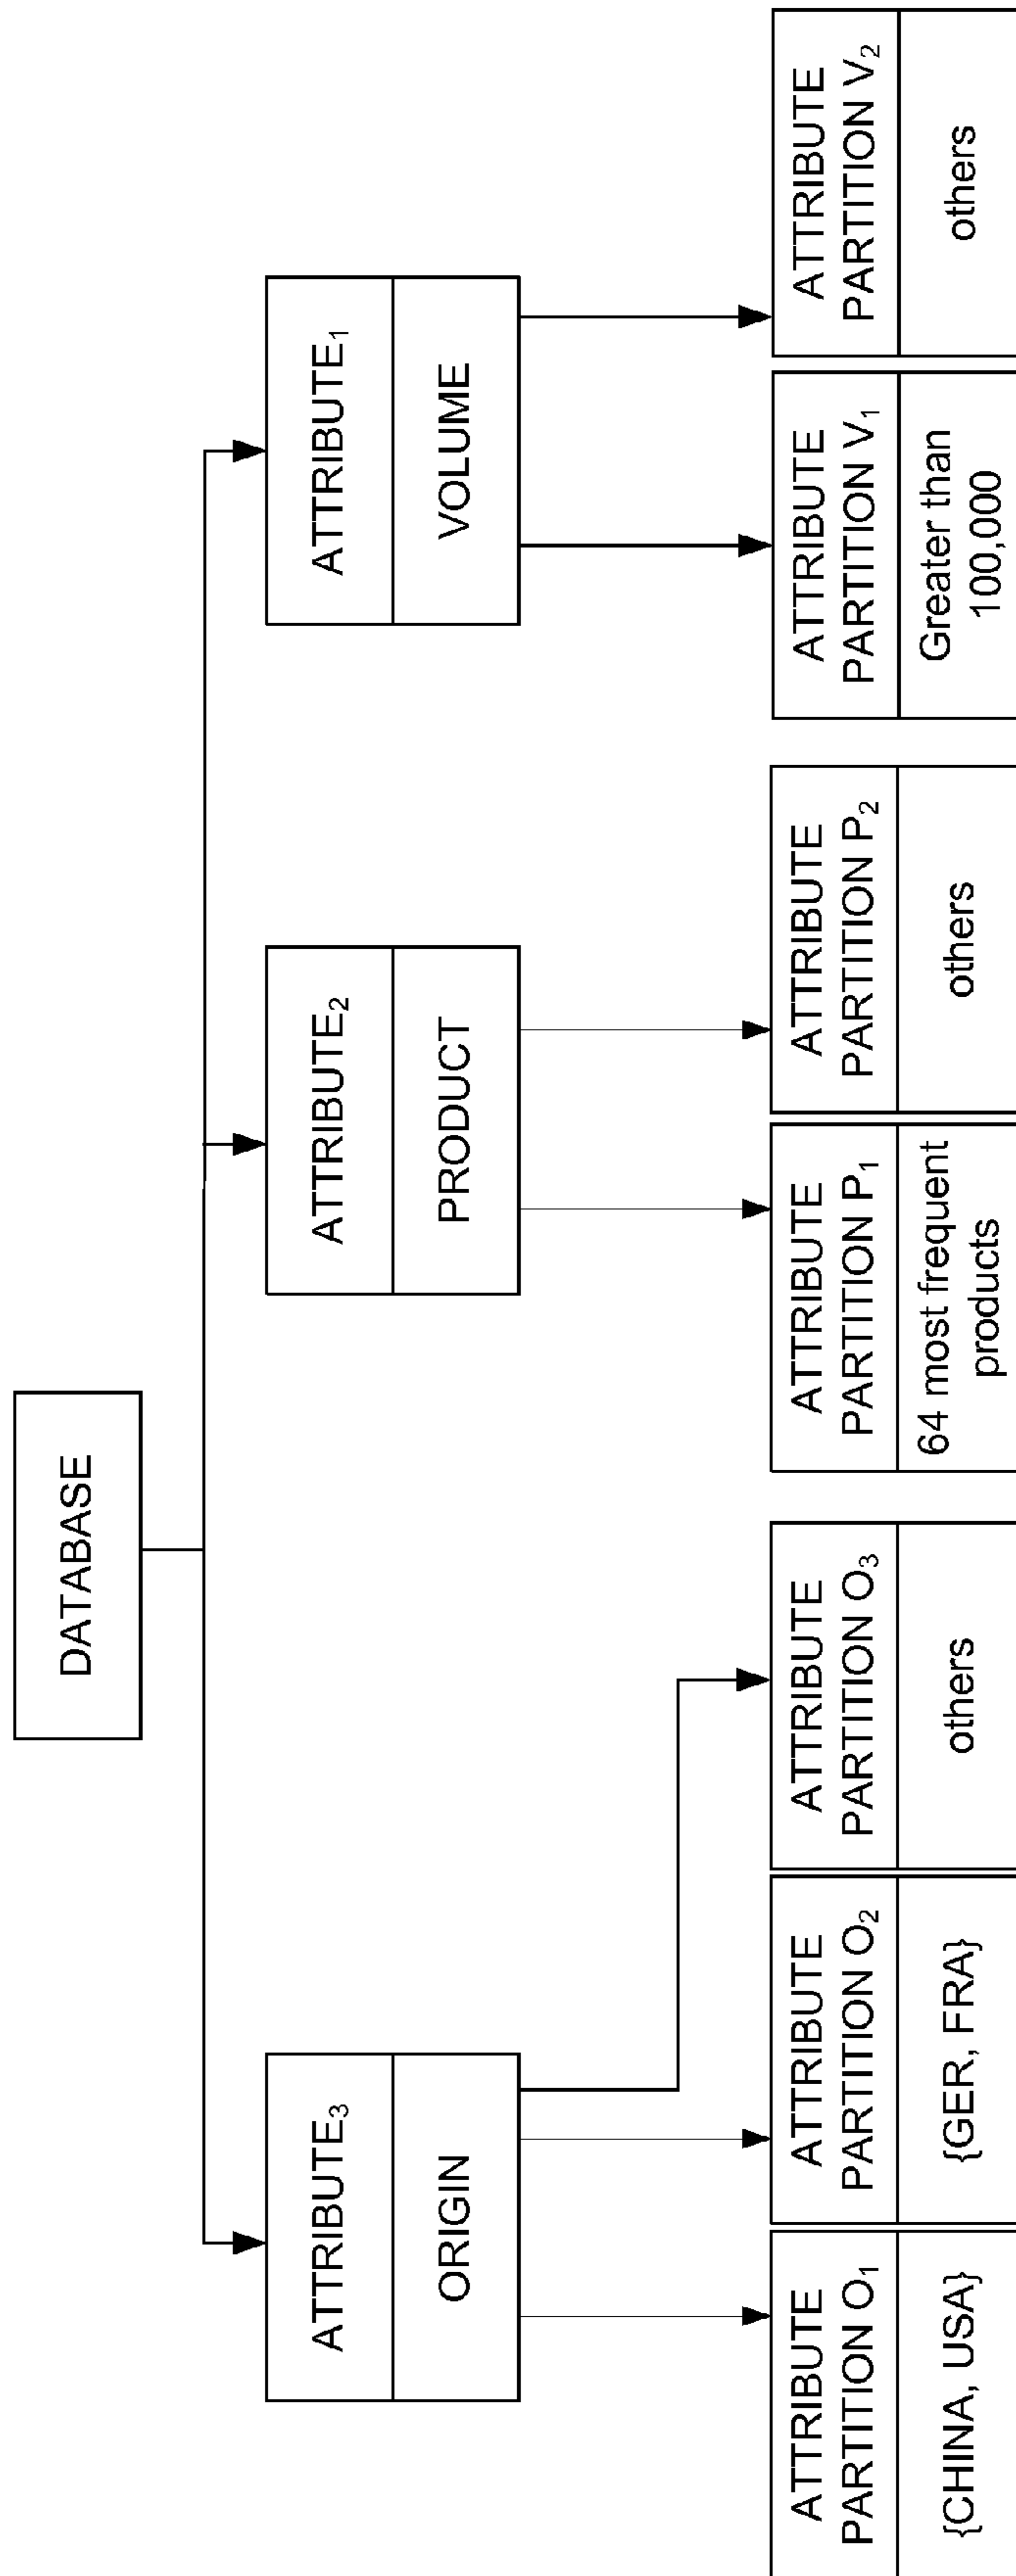 DATABASE
ATTRIBUTE₃
ORIGIN
ATTRIBUTE₂
PRODUCT
ATTRIBUTE₁
VOLUME
ATTRIBUTE
PARTITION O₁
{CHINA, USA}
ATTRIBUTE
PARTITION O₂
{GER, FRA}
ATTRIBUTE
PARTITION O₃
others
ATTRIBUTE
PARTITION P₁
64 most frequent
products
ATTRIBUTE
PARTITION P₂
others
ATTRIBUTE
PARTITION V₁
Greater than
100,000
ATTRIBUTE
PARTITION V₂
others